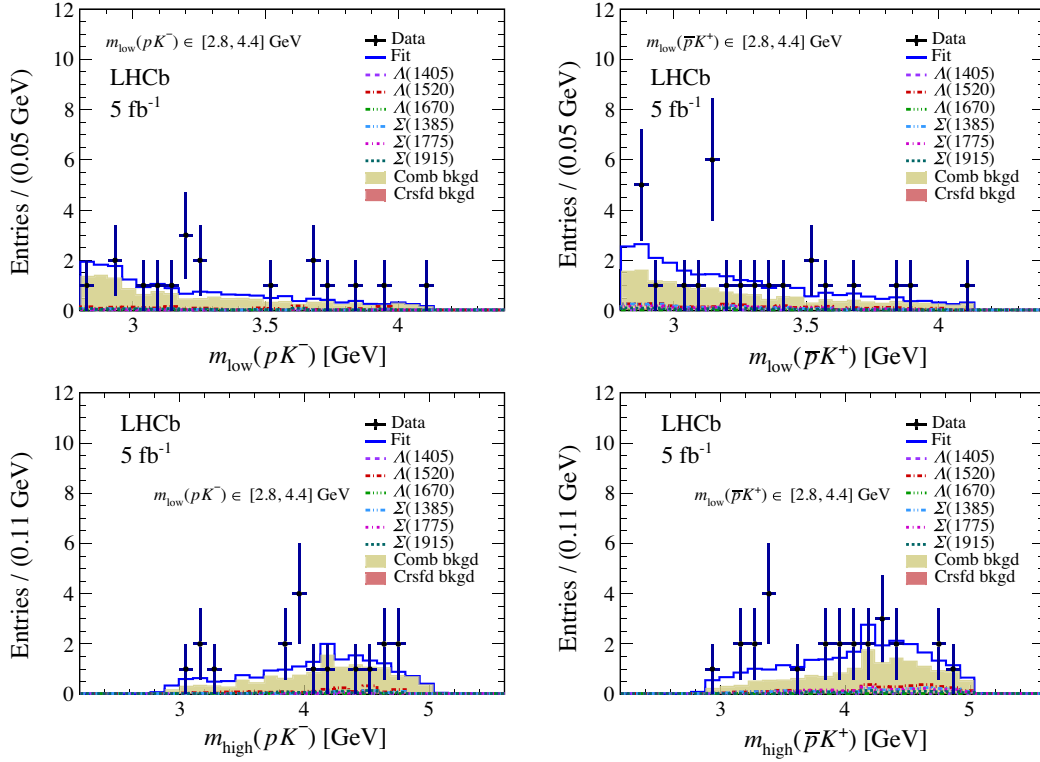 m_low(pK⁻) ∈ [2.8, 4.4] GeV
LHCb
5 fb⁻¹
Data
Fit
Λ(1405)
Λ(1520)
Λ(1670)
Σ(1385)
Σ(1775)
Σ(1915)
Comb bkgd
Crsfd bkgd
Entries / (0.05 GeV)
12
10
8
6
4
2
0
3 3.5 4
m_low(pK⁻) [GeV]
m_low(p̅K⁺) ∈ [2.8, 4.4] GeV
LHCb
5 fb⁻¹
Data
Fit
Λ(1405)
Λ(1520)
Λ(1670)
Σ(1385)
Σ(1775)
Σ(1915)
Comb bkgd
Crsfd bkgd
Entries / (0.05 GeV)
12
10
8
6
4
2
0
3 3.5 4
m_low(p̅K⁺) [GeV]
LHCb
5 fb⁻¹
m_low(pK⁻) ∈ [2.8, 4.4] GeV
Data
Fit
Λ(1405)
Λ(1520)
Λ(1670)
Σ(1385)
Σ(1775)
Σ(1915)
Comb bkgd
Crsfd bkgd
Entries / (0.11 GeV)
12
10
8
6
4
2
0
3 4 5
m_high(pK⁻) [GeV]
LHCb
5 fb⁻¹
m_low(p̅K⁺) ∈ [2.8, 4.4] GeV
Data
Fit
Λ(1405)
Λ(1520)
Λ(1670)
Σ(1385)
Σ(1775)
Σ(1915)
Comb bkgd
Crsfd bkgd
Entries / (0.11 GeV)
12
10
8
6
4
2
0
3 4 5
m_high(p̅K⁺) [GeV]